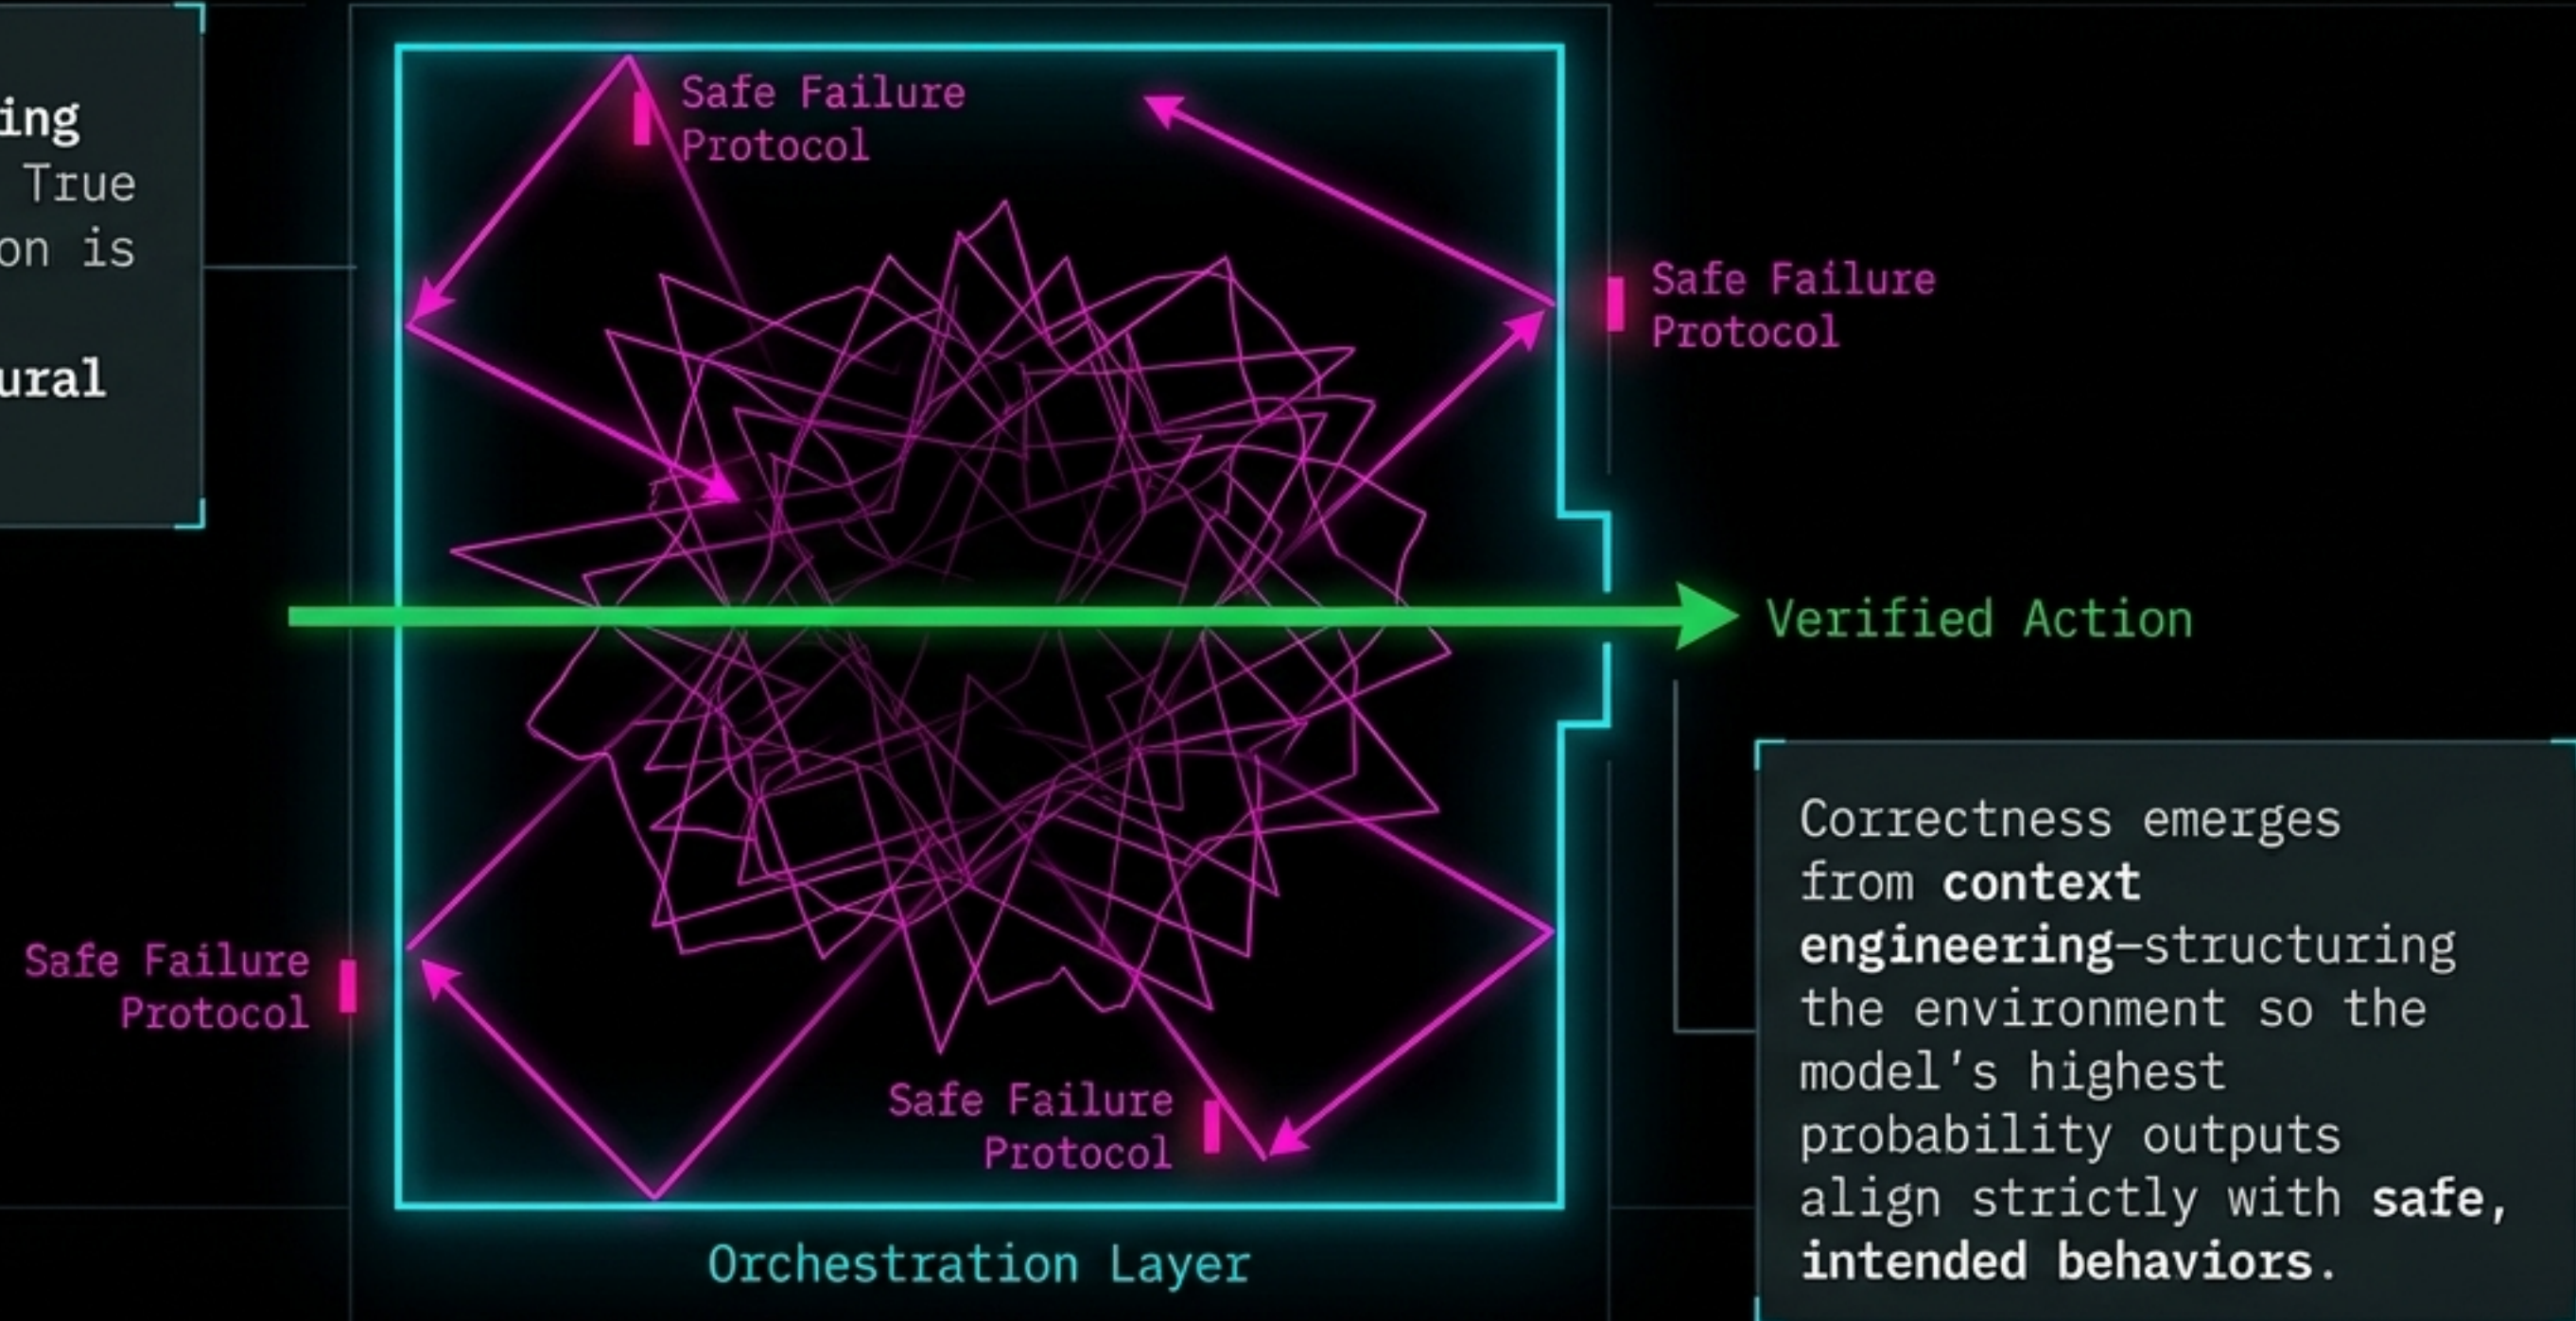 ing
True
on is
ural
Safe Failure
Protocol
Safe Failure
Protocol
Verified Action
Safe Failure
Protocol
Safe Failure
Protocol
Orchestration Layer
Correctness emerges
from context
engineering—structuring
the environment so the
model's highest
probability outputs
align strictly with safe,
intended behaviors.